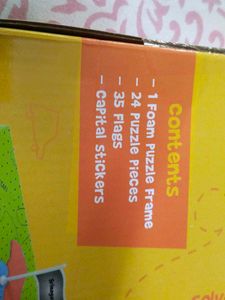 contents
- 1 Foam Puzzle Frame
- 24 Puzzle Pieces
- 35 Flags
- Capital Stickers